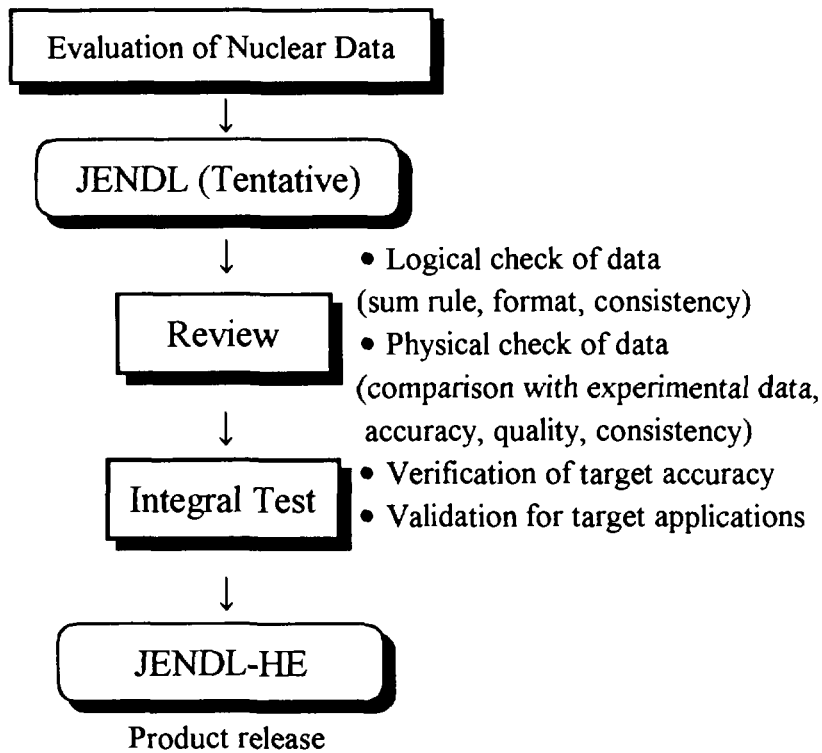 Evaluation of Nuclear Data
JENDL (Tentative)
Review
• Logical check of data
(sum rule, format, consistency)
• Physical check of data
(comparison with experimental data,
accuracy, quality, consistency)
Integral Test
• Verification of target accuracy
• Validation for target applications
JENDL-HE
Product release